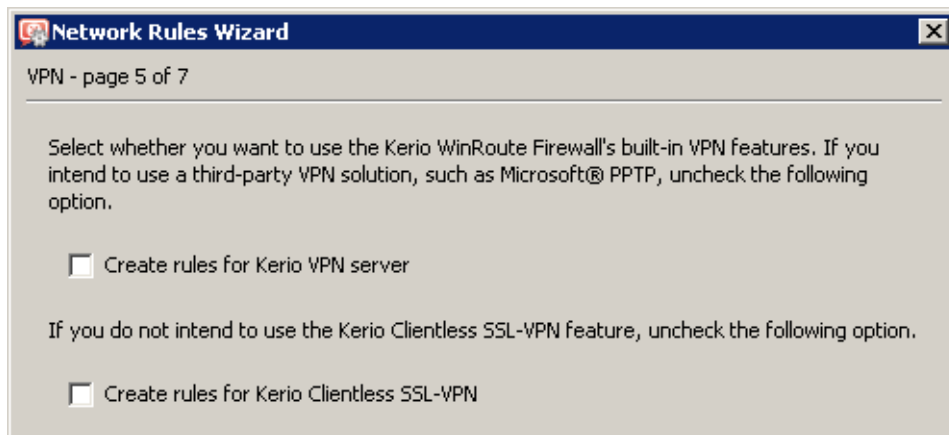 Network Rules Wizard
VPN - page 5 of 7
Select whether you want to use the Kerio WinRoute Firewall's built-in VPN features. If you
intend to use a third-party VPN solution, such as Microsoft® PPTP, uncheck the following
option.
Create rules for Kerio VPN server
If you do not intend to use the Kerio Clientless SSL-VPN feature, uncheck the following option.
Create rules for Kerio Clientless SSL-VPN